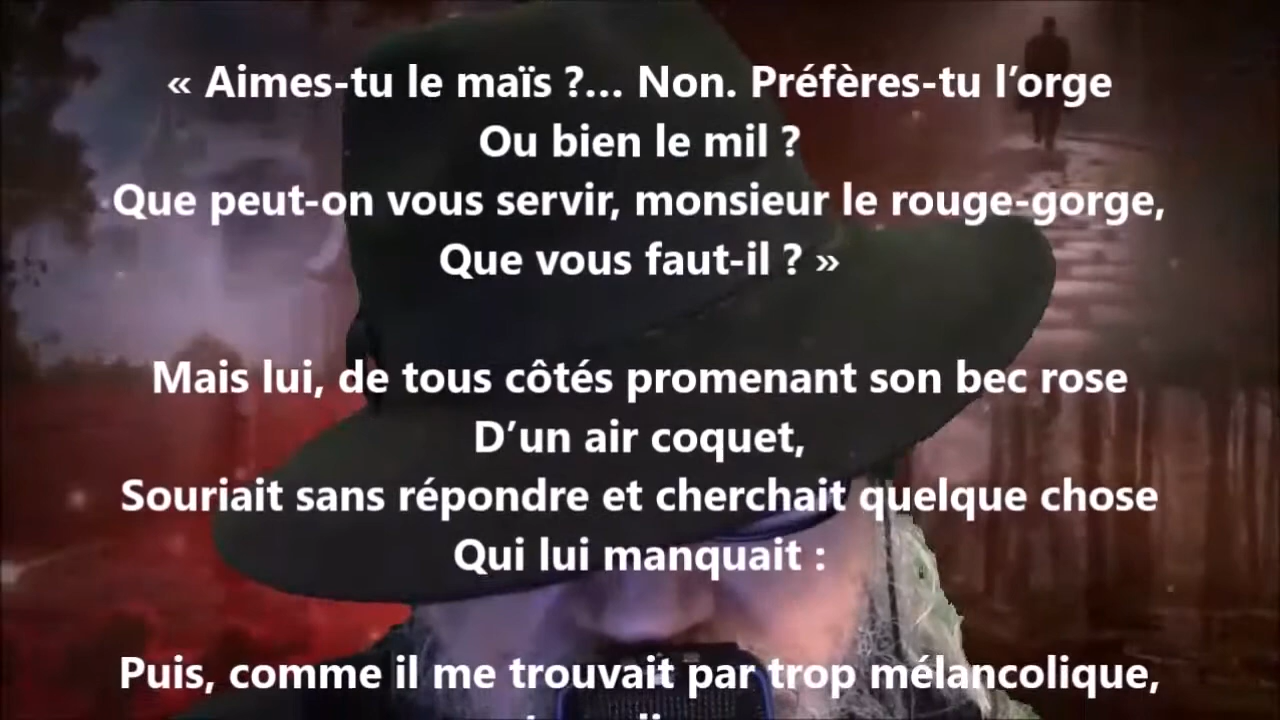 « Aimes-tu le maïs ?… Non. Préfères-tu l’orge
Ou bien le mil ?
Que peut-on vous servir, monsieur le rouge-gorge,
Que vous faut-il ? »
Mais lui, de tous côtés promenant son bec rose
D’un air coquet,
Souriait sans répondre et cherchait quelque chose
Qui lui manquait :
Puis, comme il me trouvait par trop mélancolique,